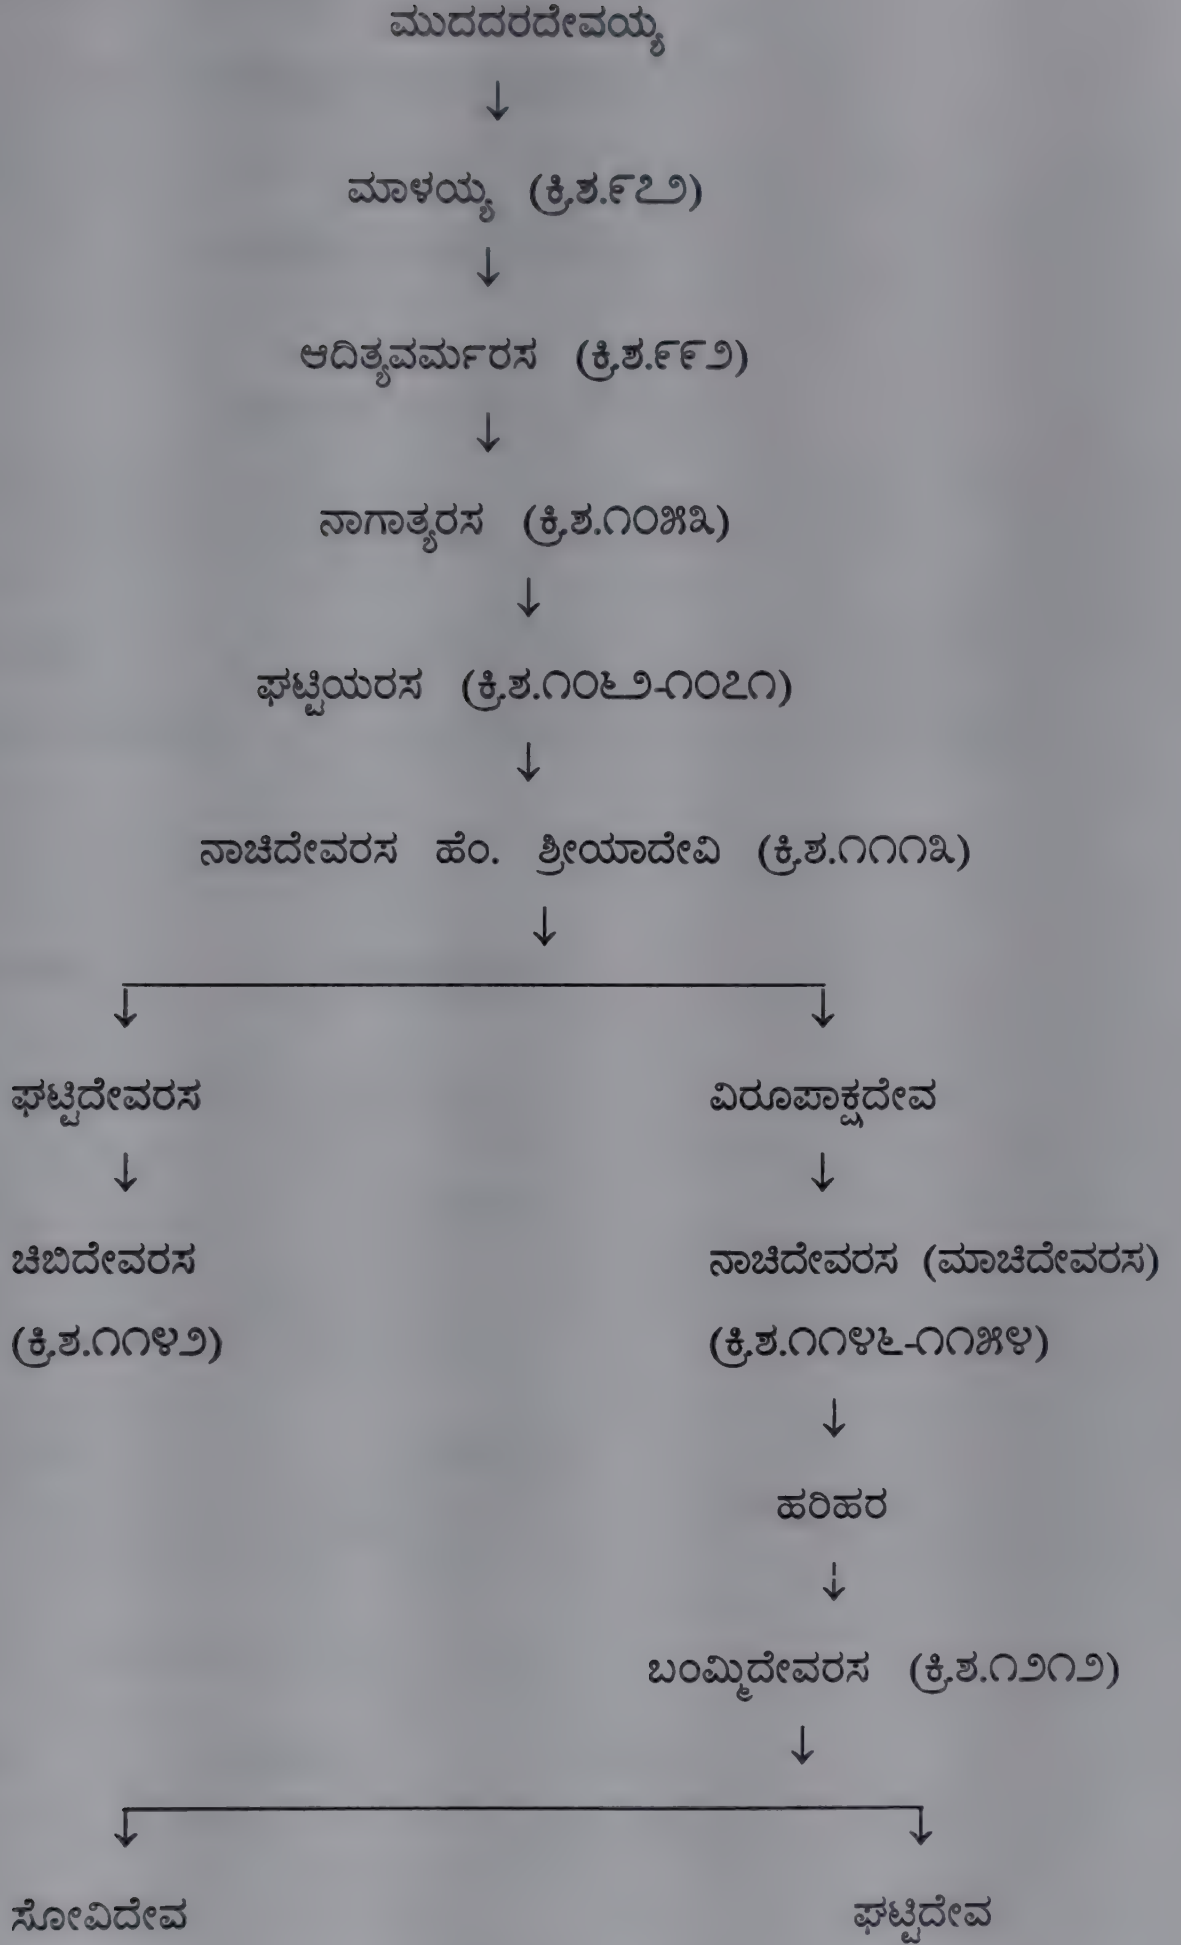 ಮುದದರದೇವಯ್ಯ
↓
ಮಾಳಯ್ಯ (ಕ್ರಿ.ಶ.೯೭೨)
↓
ಆದಿತ್ಯವರ್ಮರಸ (ಕ್ರಿ.ಶ.೯೯೨)
↓
ನಾಗಾತ್ಯರಸ (ಕ್ರಿ.ಶ.೧೦೫೩)
↓
ಘಟ್ಟಿಯರಸ (ಕ್ರಿ.ಶ.೧೦೬೨-೧೦೭೧)
↓
ನಾಚಿದೇವರಸ ಹೆಂ. ಶ್ರೀಯಾದೇವಿ (ಕ್ರಿ.ಶ.೧೧೧೩)
↓
↓ ↓
ಘಟ್ಟಿದೇವರಸ ವಿರೂಪಾಕ್ಷದೇವ
↓ ↓
ಚಿಬಿದೇವರಸ ನಾಚಿದೇವರಸ (ಮಾಚಿದೇವರಸ)
(ಕ್ರಿ.ಶ.೧೧೪೨) (ಕ್ರಿ.ಶ.೧೧೪೬-೧೧೫೪)
↓
ಹರಿಹರ
↓
ಬಂಮ್ಮಿದೇವರಸ (ಕ್ರಿ.ಶ.೧೨೧೨)
↓
↓ ↓
ಸೋವಿದೇವ ಘಟ್ಟಿದೇವ